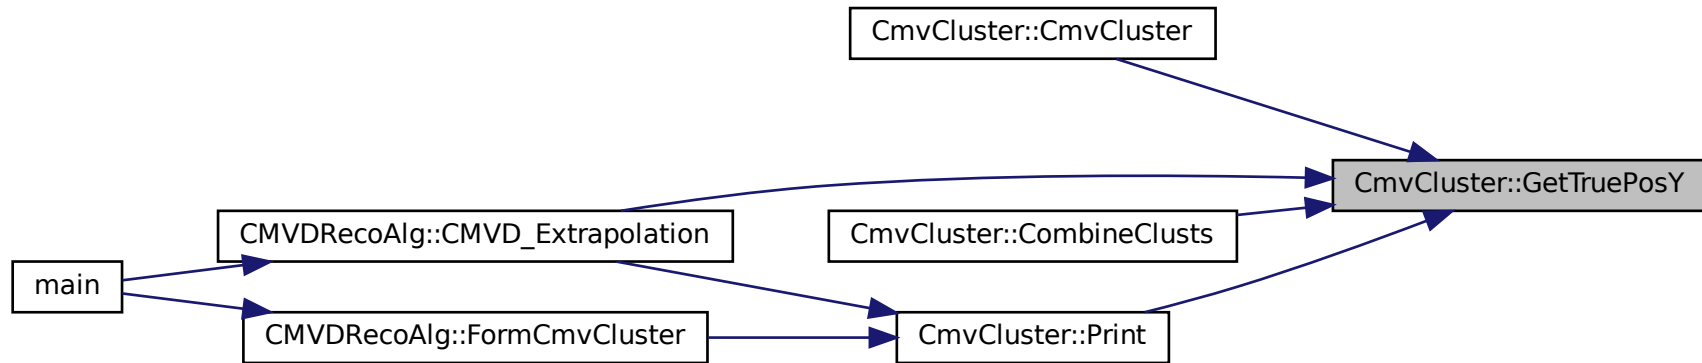 CmvCluster::CmvCluster
CmvCluster::GetTruePosY
CMVDRecoAlg::CMVD_Extrapolation
CmvCluster::CombineClusts
main
CMVDRecoAlg::FormCmvCluster
CmvCluster::Print